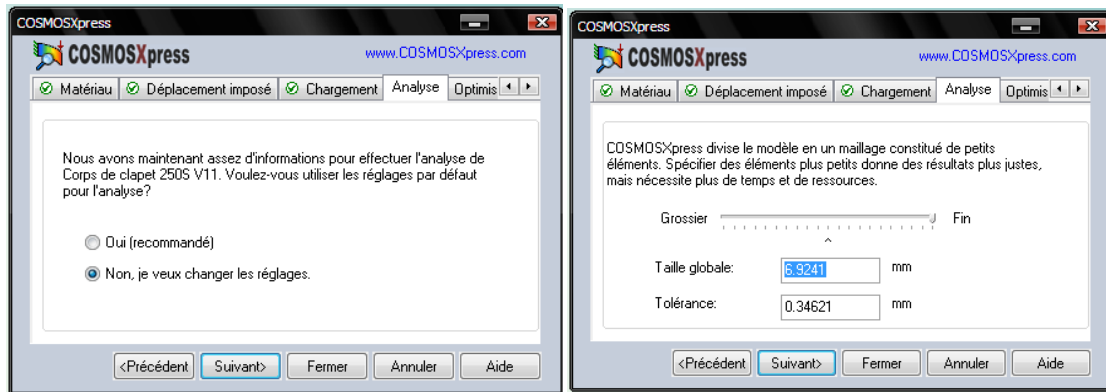 COSMOSXpress
COSMOSXpress
www.COSMOSXpress.com
Matériau Déplacement imposé Chargement Analyse Optimis
Nous avons maintenant assez d'informations pour effectuer l'analyse de
Corps de clapet 250S V11. Voulez-vous utiliser les réglages par défaut
pour l'analyse?
Oui (recommandé)
Non, je veux changer les réglages.
<Précédent Suivant> Fermer Annuler Aide
COSMOSXpress
COSMOSXpress
www.COSMOSXpress.com
Matériau Déplacement imposé Chargement Analyse Optimis
COSMOSXpress divise le modèle en un maillage constitué de petits
éléments. Spécifier des éléments plus petits donne des résultats plus justes,
mais nécessite plus de temps et de ressources.
Grossier Fin
Taille globale: 6.9241 mm
Tolérance: 0.34621 mm
<Précédent Suivant> Fermer Annuler Aide